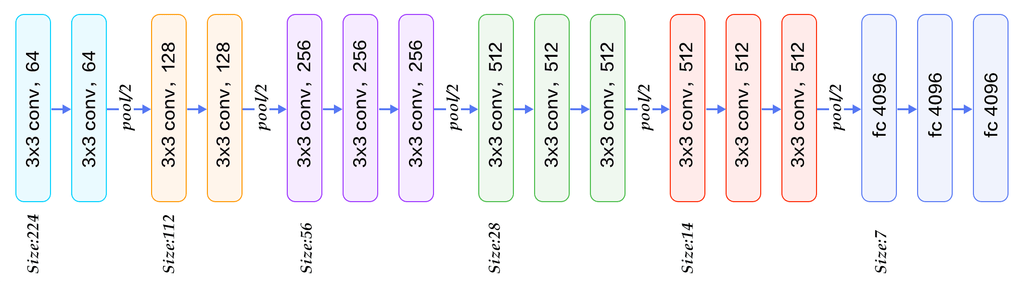 3x3 conv, 64
3x3 conv, 64
pool/2
3x3 conv, 128
3x3 conv, 128
pool/2
3x3 conv, 256
3x3 conv, 256
3x3 conv, 256
pool/2
3x3 conv, 512
3x3 conv, 512
3x3 conv, 512
pool/2
3x3 conv, 512
3x3 conv, 512
3x3 conv, 512
pool/2
fc 4096
fc 4096
fc 4096
Size:224
Size:112
Size:56
Size:28
Size:14
Size:7